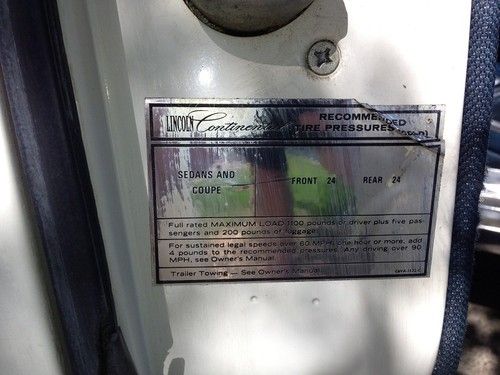 LINCOLN Continental RECOMMENDED
TIRE PRESSURES
SEDANS AND
COUPE FRONT 24 REAR 24
Full rated MAXIMUM LOAD 1100 pounds or driver plus five pas-
sengers and 200 pounds of luggage.
For sustained legal speeds over 60 MPH, one hour or more, add
4 pounds to the recommended pressures. Any driving over 90
MPH, see Owner's Manual.
Trailer Towing — See Owner's Manual